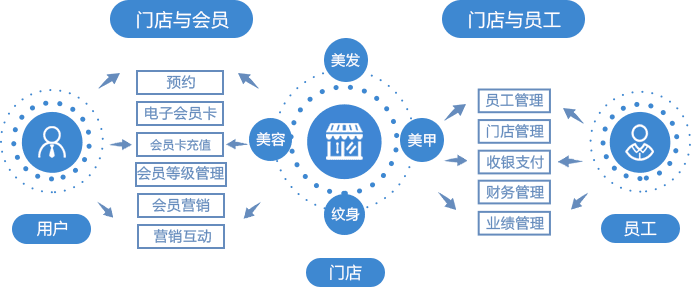 门店与会员
门店与员工
美发
预约
电子会员卡
会员卡充值
会员等级管理
会员营销
营销互动
美容
美甲
纹身
员工管理
门店管理
收银支付
财务管理
业绩管理
用户
员工
门店